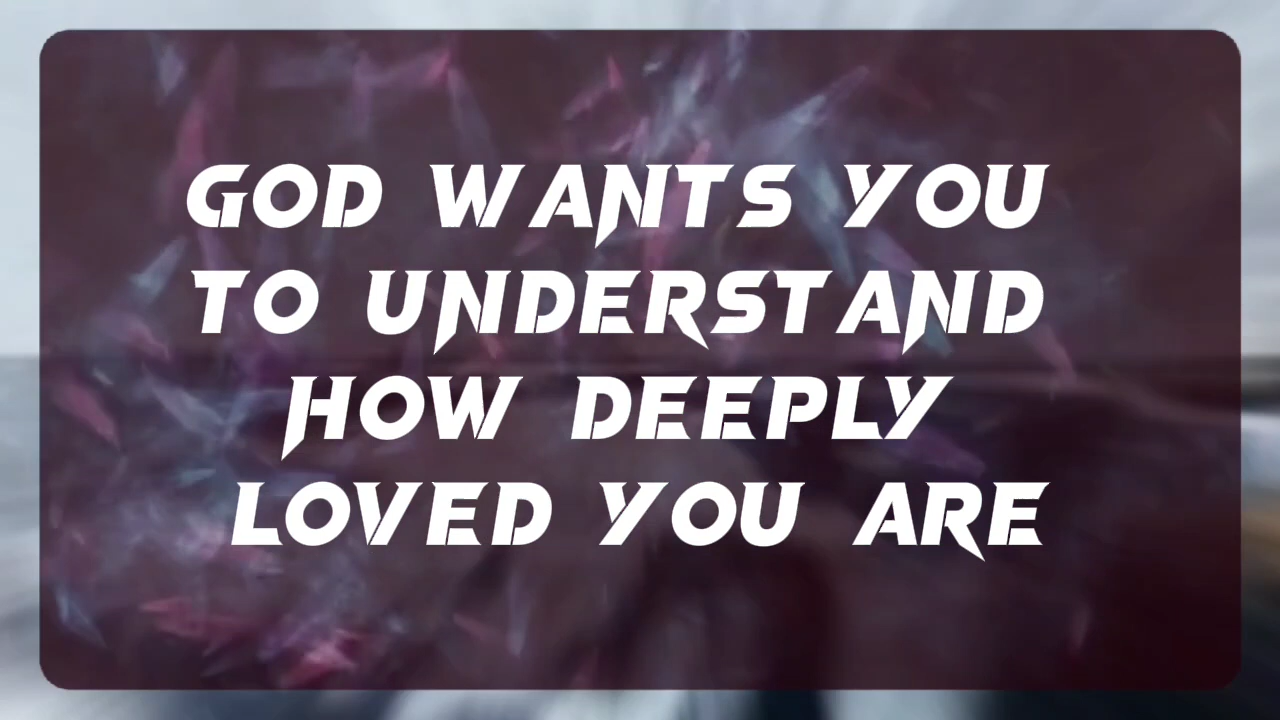 GOD WANTS YOU
TO UNDERSTAND
HOW DEEPLY
LOVED YOU ARE